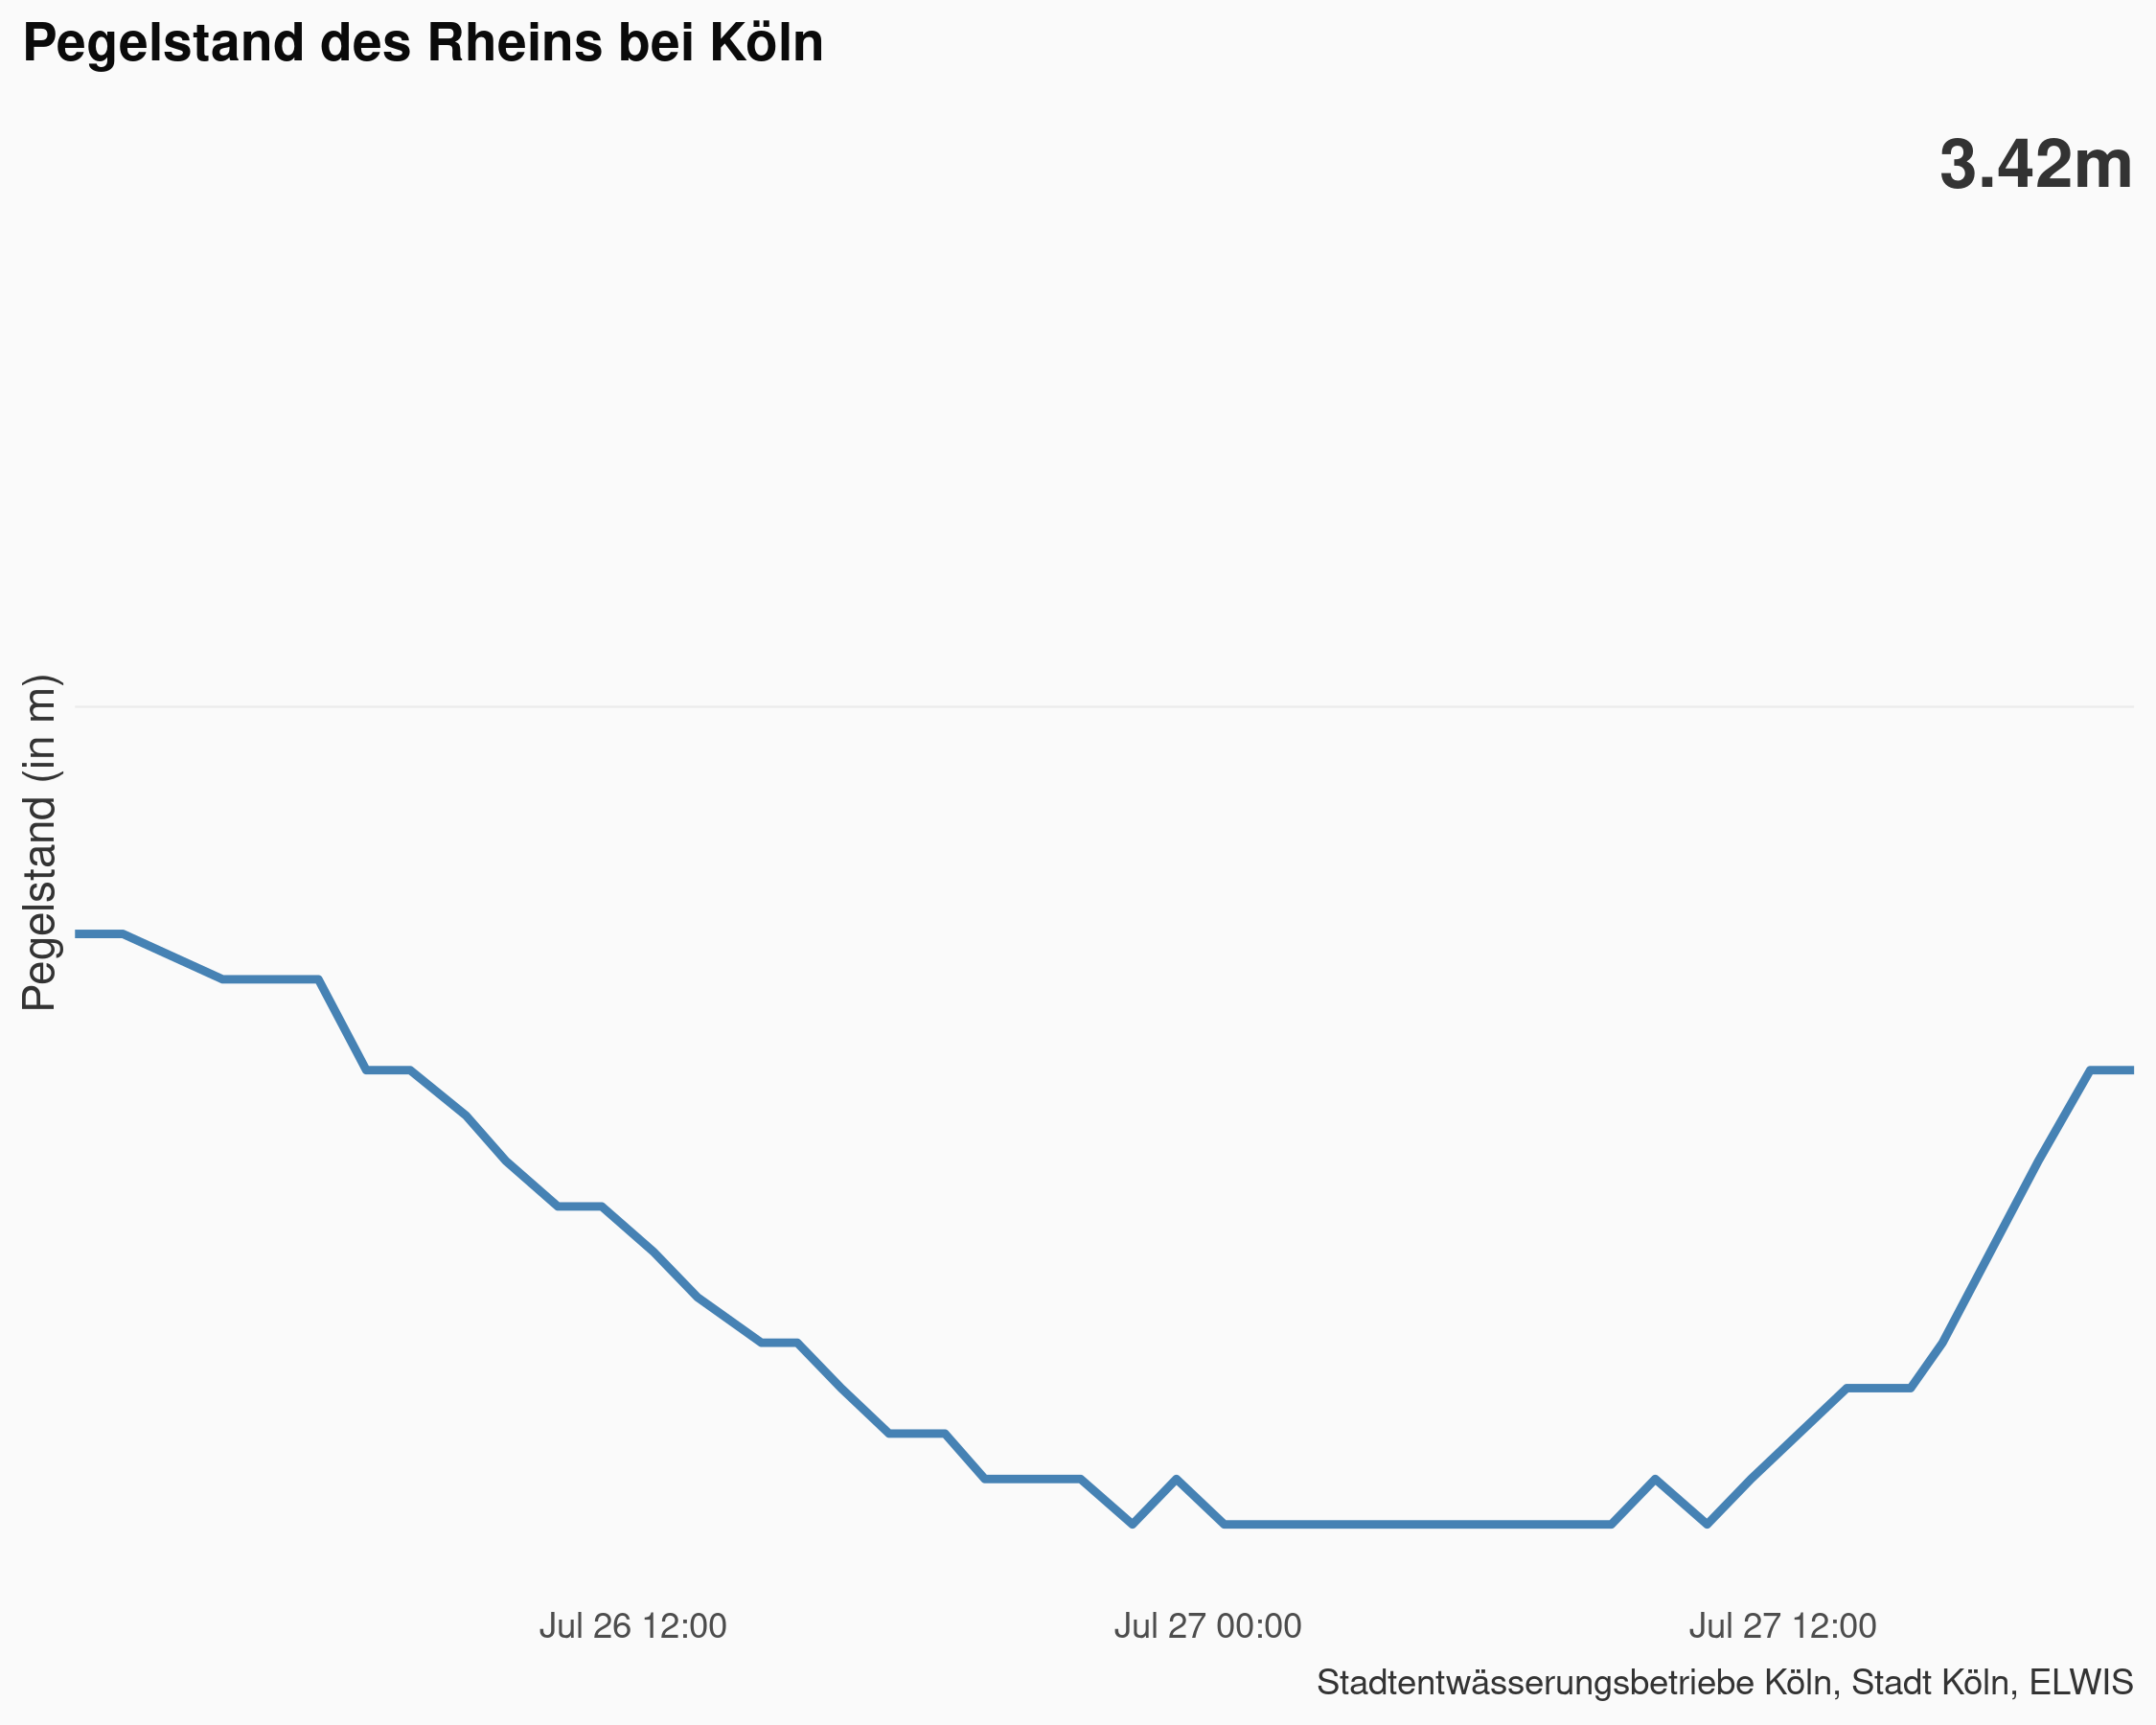 Pegelstand des Rheins bei Köln
3.42m
Pegelstand (in m)
Jul 26 12:00
Jul 27 00:00
Jul 27 12:00
Stadtentwässerungsbetriebe Köln, Stadt Köln, ELWIS